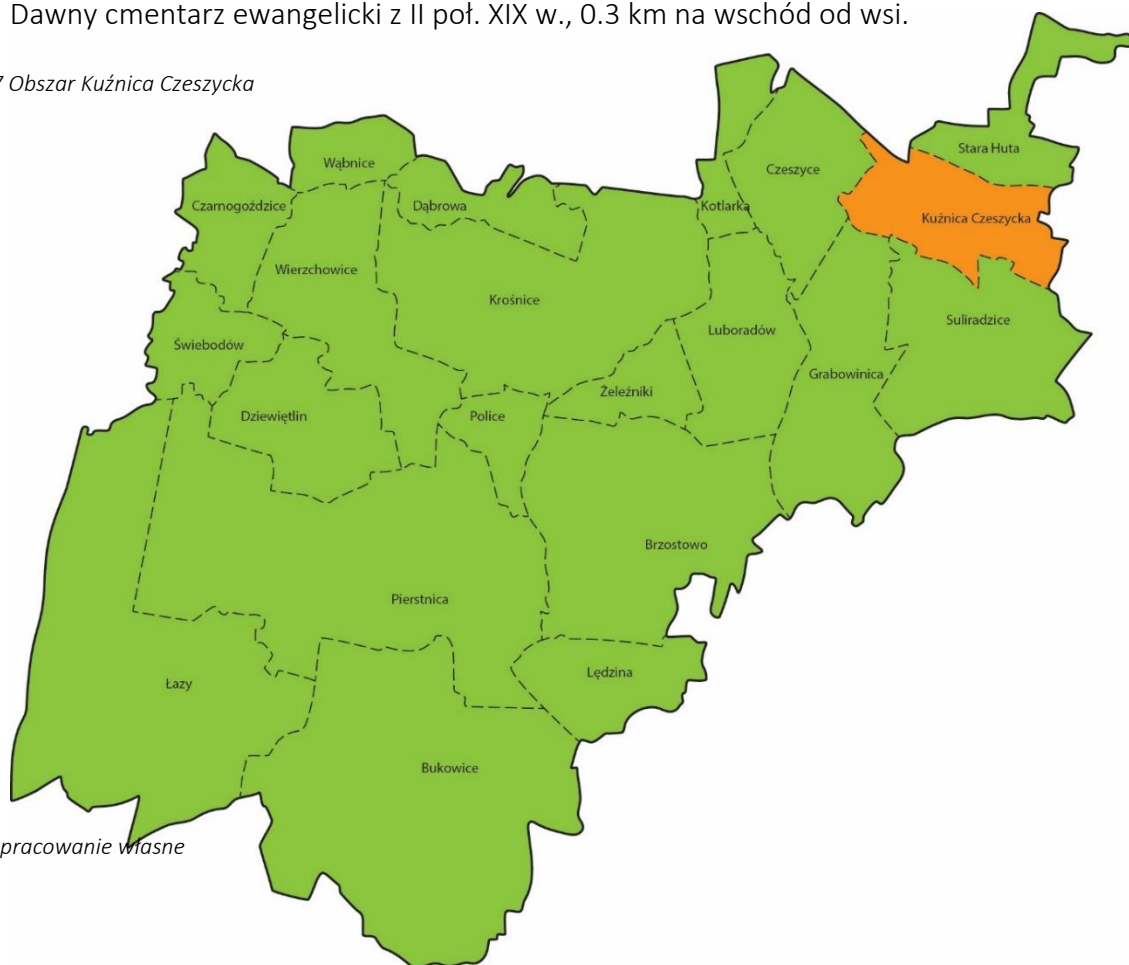 Dawny cmentarz ewangelicki z II poł. XIX w., 0.3 km na wschód od wsi.
7 Obszar Kuźnica Czeszycka
Stara Huta
Wąbnice
Czeszyce
Czarnogoździce
Dąbrowa
Kotlarka
Kuźnica Czeszycka
Wierzchowice
Krośnice
Suliradzice
Luboradów
Świebodów
Grabowinica
Żeleźniki
Dziewiętlin
Police
Brzostowo
Pierstnica
Lędzina
Łazy
Bukowice
pracowanie własne